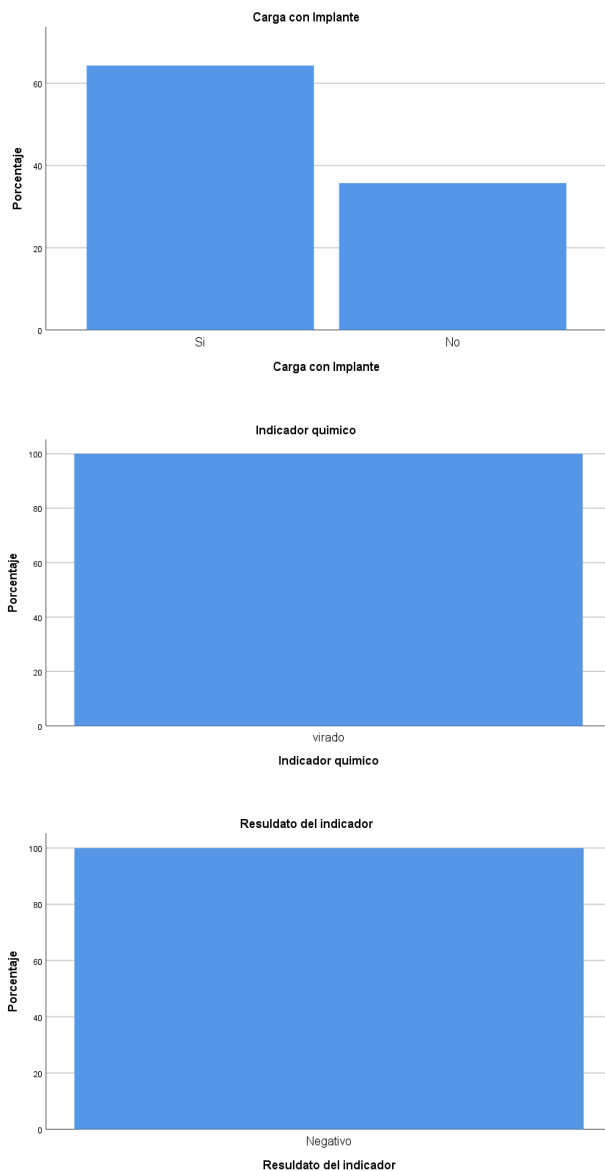 Carga con Implante
60
40
20
0
Porcentaje
Si No
Carga con Implante
Indicador quimico
100
80
60
40
20
0
Porcentaje
virado
Indicador quimico
Resuldato del indicador
100
80
60
40
20
0
Porcentaje
Negativo
Resuldato del indicador